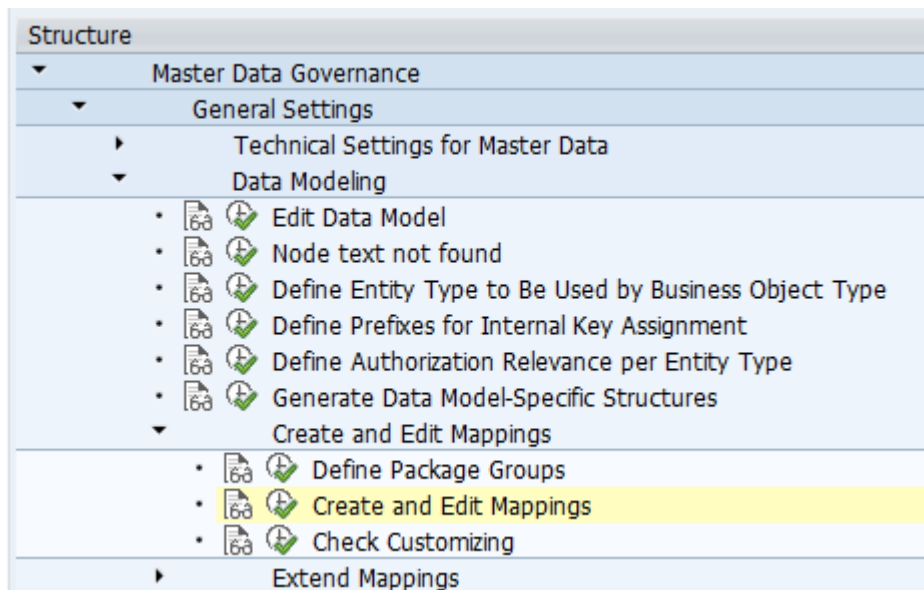 Structure
Master Data Governance
General Settings
Technical Settings for Master Data
Data Modeling
Edit Data Model
Node text not found
Define Entity Type to Be Used by Business Object Type
Define Prefixes for Internal Key Assignment
Define Authorization Relevance per Entity Type
Generate Data Model-Specific Structures
Create and Edit Mappings
Define Package Groups
Create and Edit Mappings
Check Customizing
Extend Mappings